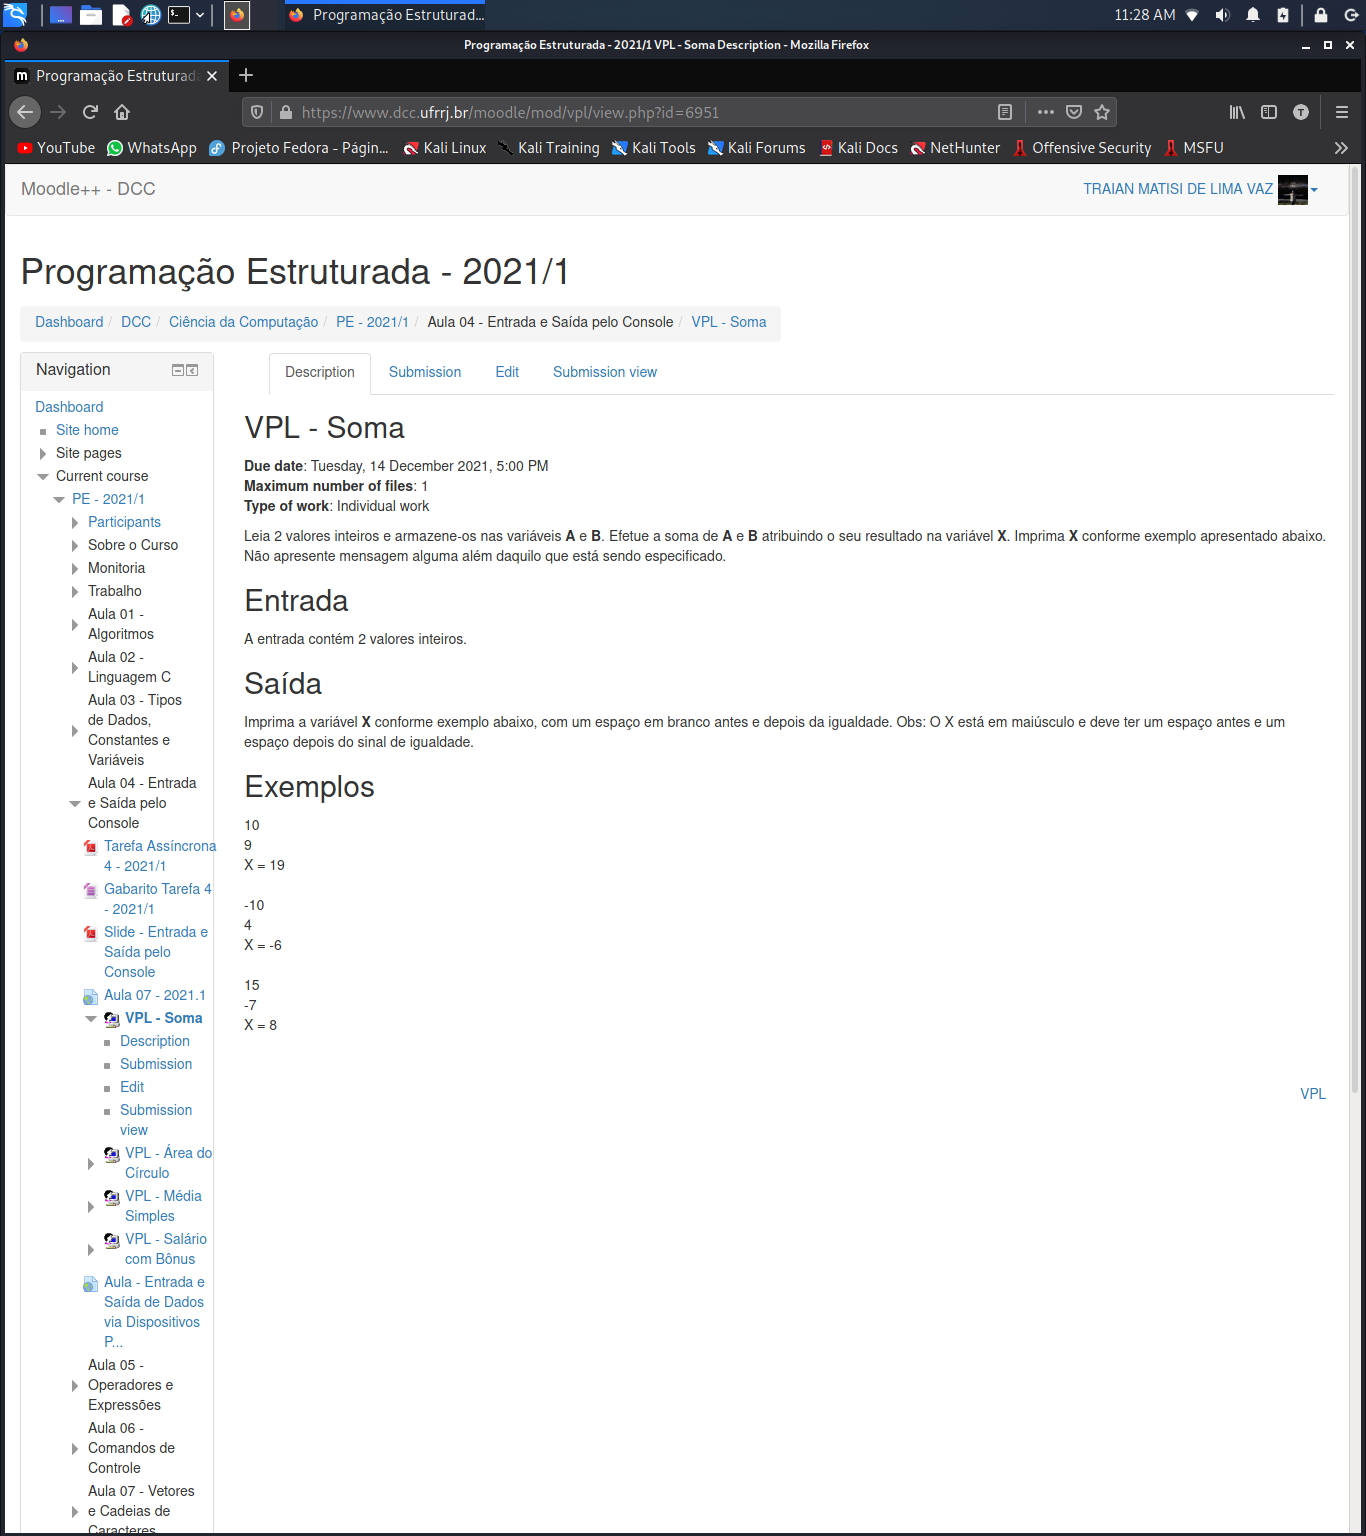 Programação Estruturad...
11:28 AM
Programação Estruturada - 2021/1 VPL - Soma Description - Mozilla Firefox
Programação Estruturada
https://www.dcc.ufrrj.br/moodle/mod/vpl/view.php?id=6951
T
YouTube WhatsApp Projeto Fedora - Págin... Kali Linux Kali Training Kali Tools Kali Forums Kali Docs NetHunter Offensive Security MSFU
Moodle++ - DCC
TRAIAN MATISI DE LIMA VAZ
Programação Estruturada - 2021/1
Dashboard / DCC / Ciência da Computação / PE - 2021/1 / Aula 04 - Entrada e Saída pelo Console / VPL - Soma
Navigation
Dashboard
Site home
Site pages
Current course
PE - 2021/1
Participants
Sobre o Curso
Monitoria
Trabalho
Aula 01 -
Algoritmos
Aula 02 -
Linguagem C
Aula 03 - Tipos
de Dados,
Constantes e
Variáveis
Aula 04 - Entrada
e Saída pelo
Console
Tarefa Assíncrona
4 - 2021/1
Gabarito Tarefa 4
- 2021/1
Slide - Entrada e
Saída pelo
Console
Aula 07 - 2021.1
VPL - Soma
Description
Submission
Edit
Submission
view
VPL - Área do
Círculo
VPL - Média
Simples
VPL - Salário
com Bônus
Aula - Entrada e
Saída de Dados
via Dispositivos
P...
Aula 05 -
Operadores e
Expressões
Aula 06 -
Comandos de
Controle
Aula 07 - Vetores
e Cadeias de
Caracteres
Description Submission Edit Submission view
VPL - Soma
Due date: Tuesday, 14 December 2021, 5:00 PM
Maximum number of files: 1
Type of work: Individual work
Leia 2 valores inteiros e armazene-os nas variáveis A e B. Efetue a soma de A e B atribuindo o seu resultado na variável X. Imprima X conforme exemplo apresentado abaixo.
Não apresente mensagem alguma além daquilo que está sendo especificado.
Entrada
A entrada contém 2 valores inteiros.
Saída
Imprima a variável X conforme exemplo abaixo, com um espaço em branco antes e depois da igualdade. Obs: O X está em maiúsculo e deve ter um espaço antes e um
espaço depois do sinal de igualdade.
Exemplos
10
9
X = 19
-10
4
X = -6
15
-7
X = 8
VPL